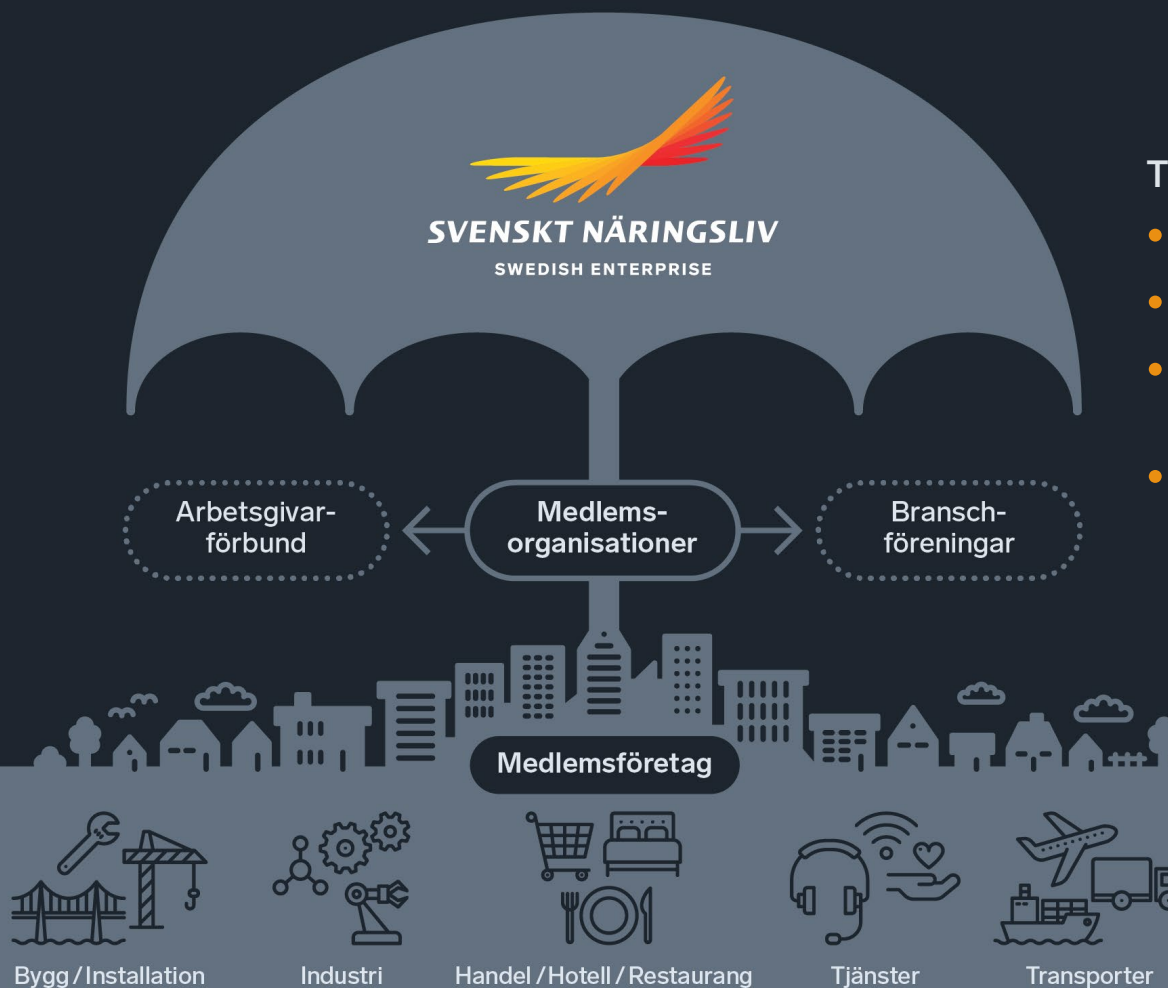 SVENSKT NÄRINGSLIV
SWEDISH ENTERPRISE
Arbetsgivar-
förbund
Medlems-
organisationer
Bransch-
föreningar
Medlemsföretag
Bygg / Installation
Industri
Handel / Hotell / Restaurang
Tjänster
Transporter